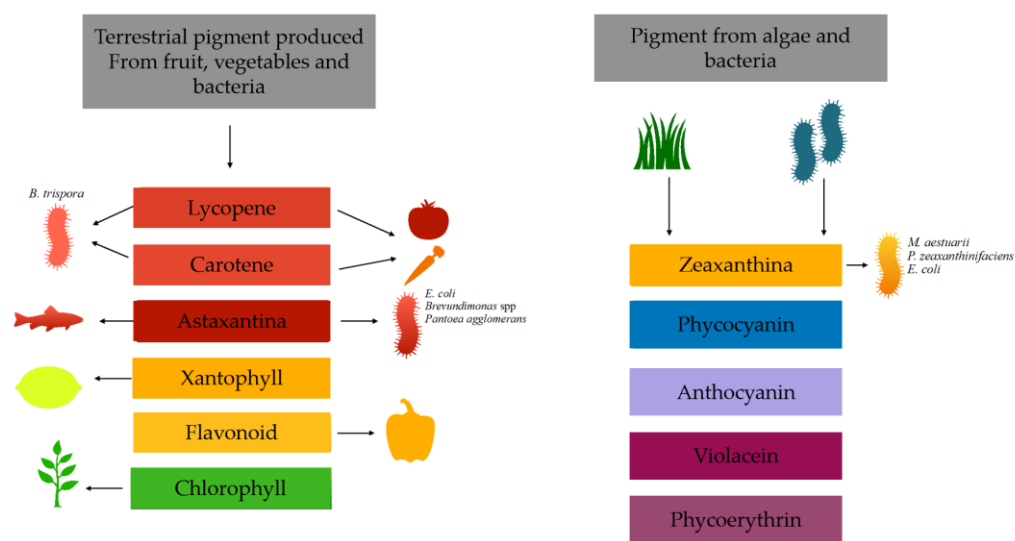 Terrestrial pigment produced
From fruit, vegetables and
bacteria
B. trispora
Lycopene
Carotene
E. coli
Brevundimonas spp
Pantoea agglomerans
Astaxantina
Xantophyll
Flavonoid
Chlorophyll
Pigment from algae and
bacteria
Zeaxanthina
M. aestuarii
P. zeaxanthinifaciens
E. coli
Phycocyanin
Anthocyanin
Violacein
Phycoerythrin